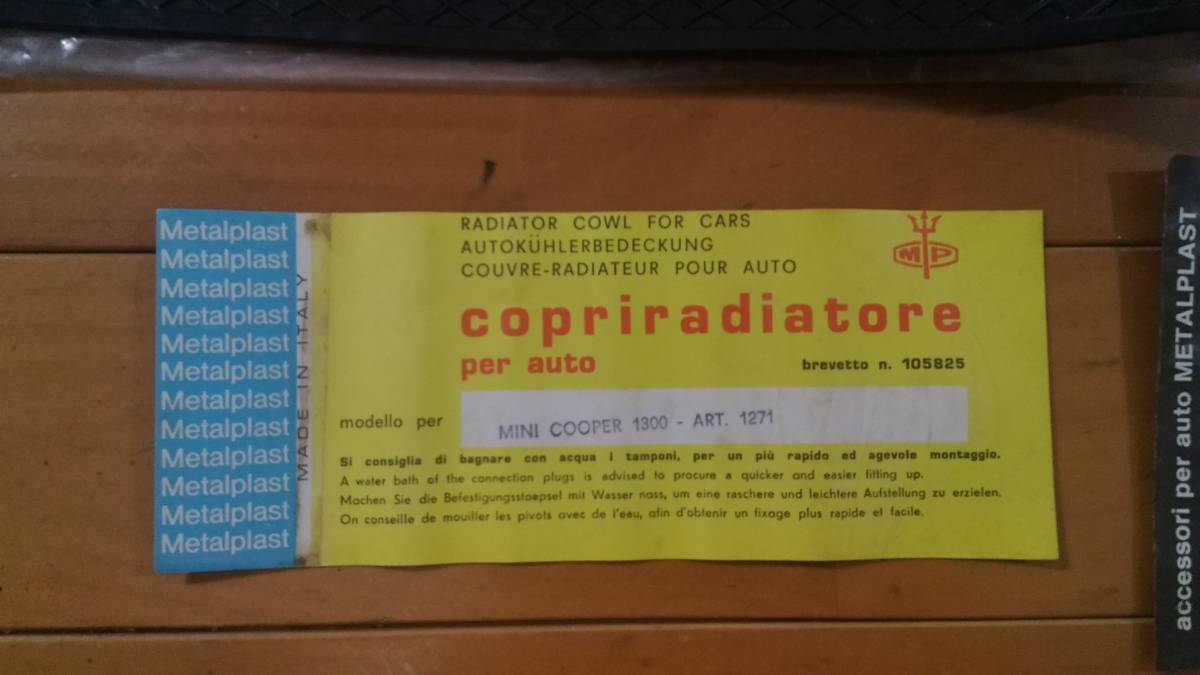 Metalplast
Metalplast
Metalplast
Metalplast
Metalplast
Metalplast
Metalplast
Metalplast
Metalplast
Metalplast
Metalplast
Metalplast
MADE IN ITALY
RADIATOR COWL FOR CARS
AUTOKÜHLERBEDECKUNG
COUVRE-RADIATEUR POUR AUTO
MP
copriradiatore
per auto
brevetto n. 105825
modello per
MINI COOPER 1300 - ART. 1271
Si consiglia di bagnare con acqua i tamponi, per un più rapido ed agevole montaggio.
A water bath of the connection plugs is advised to procure a quicker and easier fitting up.
Machen Sie die Befestigungsstoepsel mit Wasser nass, um eine raschere und leichtere Aufstellung zu erzielen.
On conseille de mouiller les pivots avec de l'eau, afin d'obtenir un fixage plus rapide et facile.
accessori per auto METALPLAST